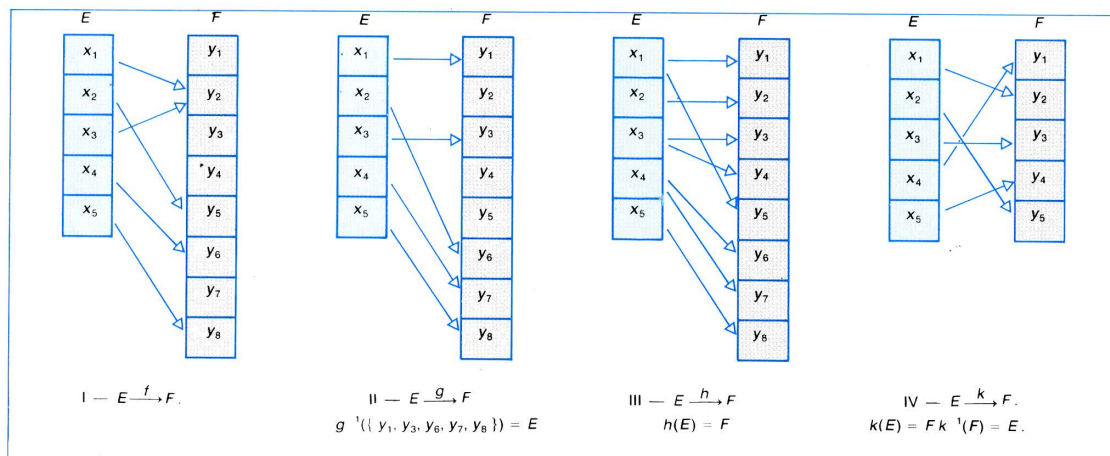 E F E F E F E F
x1 y1 x1 y1 x1 y1 x1 y1
x2 y2 x2 y2 x2 y2 x2 y2
x3 y3 x3 y3 x3 y3 x3 y3
x4 y4 x4 y4 x4 y4 x4 y4
x5 y5 x5 y5 x5 y5 x5 y5
y6 y6 y6
y7 y7 y7
y8 y8 y8
I — E f→ F. II — E g→ F III — E h→ F IV — E k→ F.
g ¹({ y1, y3, y6, y7, y8 }) = E h(E) = F k(E) = F k ¹(F) = E.